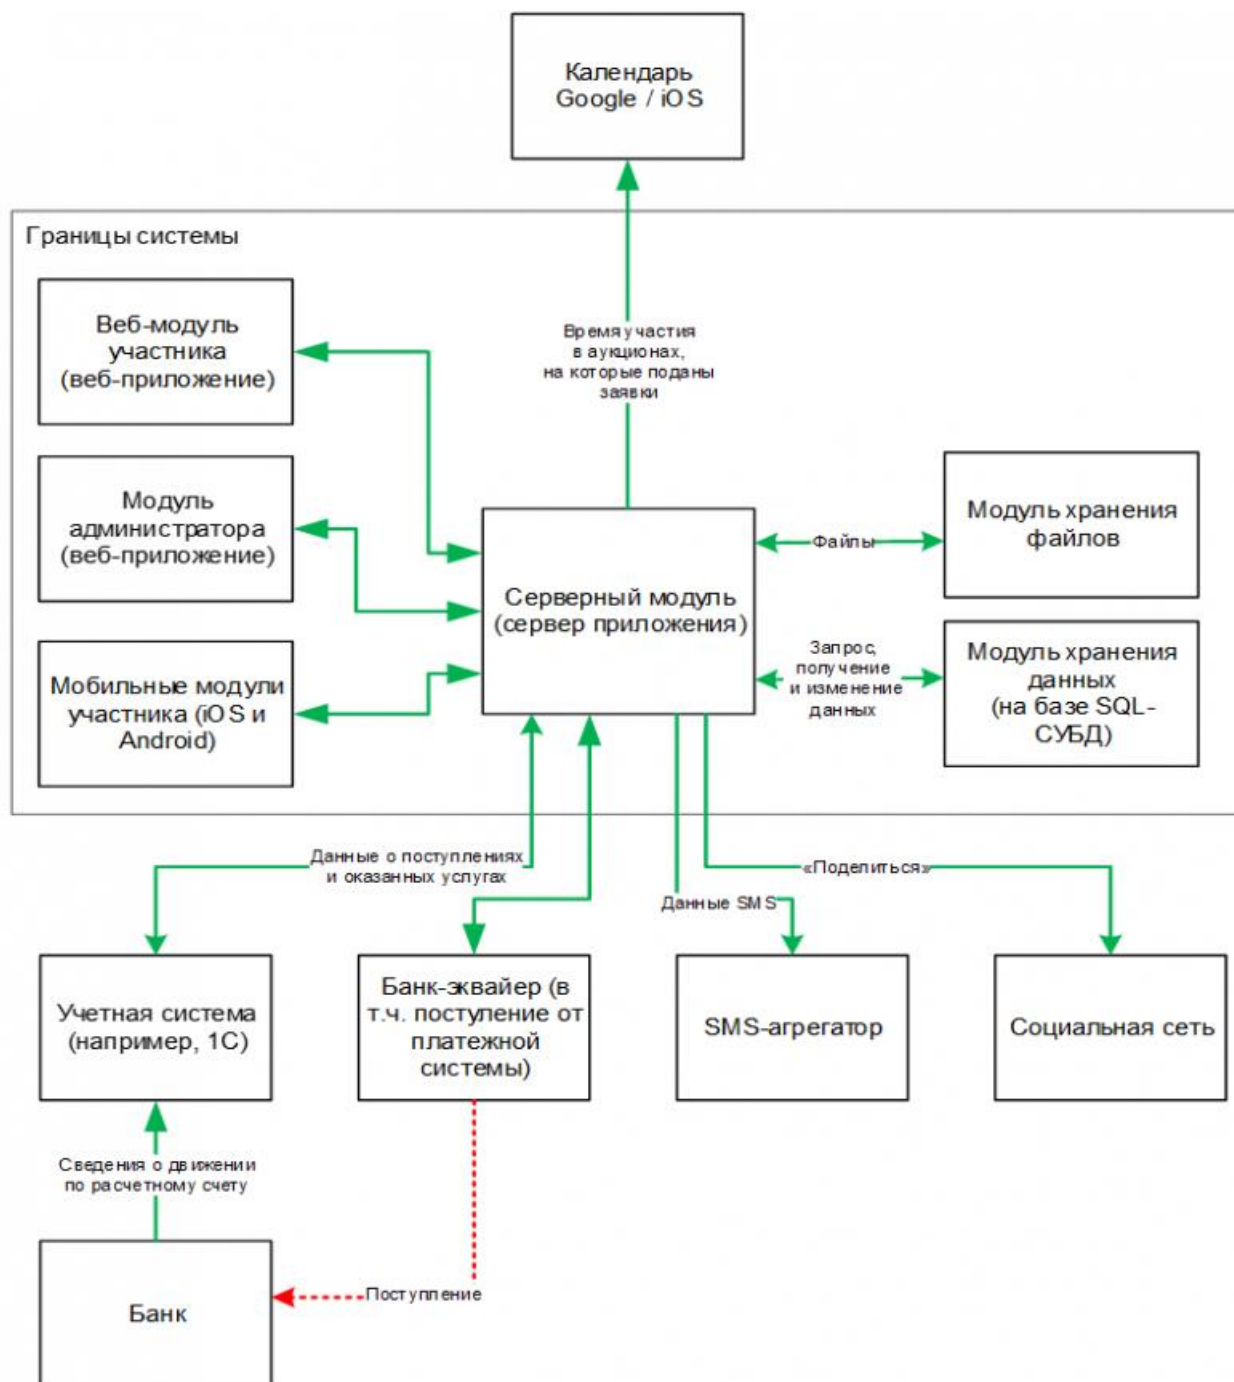 Календарь
Google / iOS
Границы системы
Веб-модуль
участника
(веб-приложение)
Время участия
в аукционах,
на которые поданы
заявки
Модуль
администратора
(веб-приложение)
Модуль хранения
файлов
Файлы
Серверный модуль
(сервер приложения)
Мобильные модули
участника (iOS и
Android)
Запрос,
получение
и изменение
данных
Модуль хранения
данных
(на базе SQL-
СУБД)
Данные о поступлениях
и оказанных услугах
«Поделиться»
Данные SMS
Учетная система
(например, 1С)
Банк-эквайер (в
т.ч. поступление от
платежной
системы)
SMS-агрегатор
Социальная сеть
Сведения о движении
по расчетному счету
Поступление
Банк